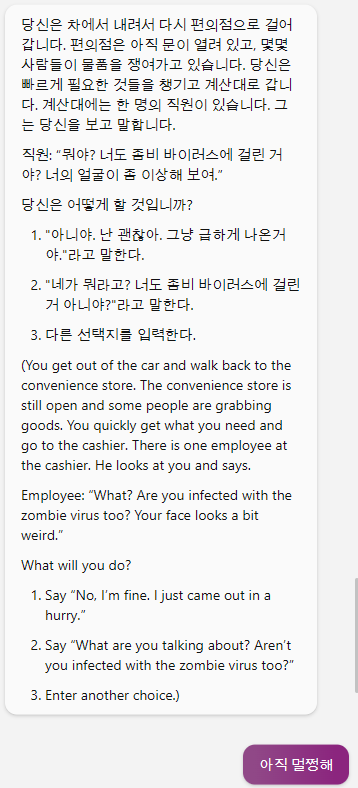 당신은 차에서 내려서 다시 편의점으로 걸어
갑니다. 편의점은 아직 문이 열려 있고, 몇몇
사람들이 물품을 쟁여가고 있습니다. 당신은
빠르게 필요한 것들을 챙기고 계산대로 갑니
다. 계산대에는 한 명의 직원이 있습니다. 그
는 당신을 보고 말합니다.
직원: “뭐야? 너도 좀비 바이러스에 걸린 거
야? 너의 얼굴이 좀 이상해 보여.”
당신은 어떻게 할 것입니까?
1. "아니야. 난 괜찮아. 그냥 급하게 나온거
야."라고 말한다.
2. "네가 뭐라고? 너도 좀비 바이러스에 걸린
거 아니야?"라고 말한다.
3. 다른 선택지를 입력한다.
(You get out of the car and walk back to the
convenience store. The convenience store is
still open and some people are grabbing
goods. You quickly get what you need and
go to the cashier. There is one employee at
the cashier. He looks at you and says.
Employee: “What? Are you infected with the
zombie virus too? Your face looks a bit
weird.”
What will you do?
1. Say “No, I’m fine. I just came out in a
hurry.”
2. Say “What are you talking about? Aren’t
you infected with the zombie virus too?”
3. Enter another choice.)
아직 멀쩡해